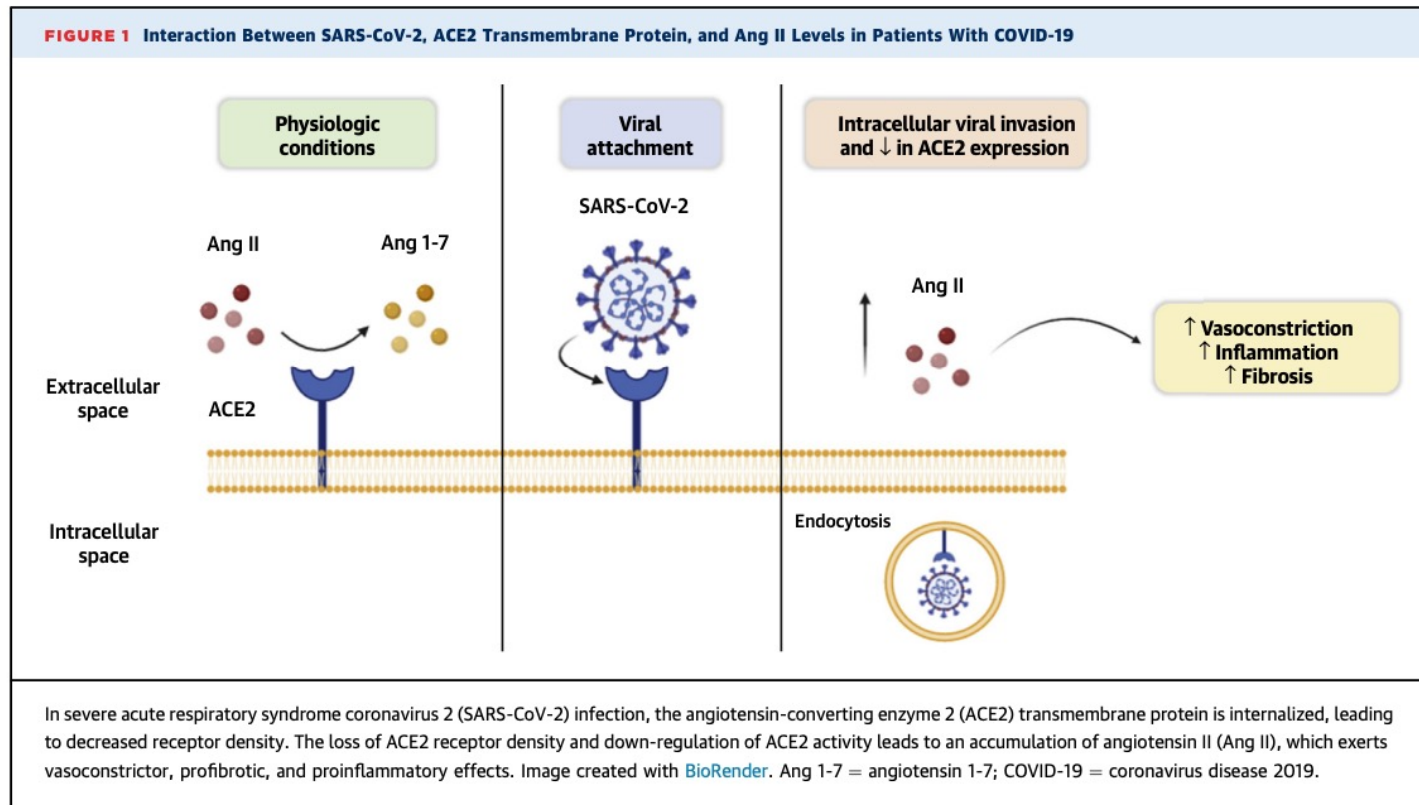 FIGURE 1 Interaction Between SARS-CoV-2, ACE2 Transmembrane Protein, and Ang II Levels in Patients With COVID-19
Physiologic
conditions
Viral
attachment
Intracellular viral invasion
and ↓ in ACE2 expression
SARS-CoV-2
Ang II
Ang 1-7
Ang II
↑ Vasoconstriction
↑ Inflammation
↑ Fibrosis
Extracellular
space
ACE2
Intracellular
space
Endocytosis
In severe acute respiratory syndrome coronavirus 2 (SARS-CoV-2) infection, the angiotensin-converting enzyme 2 (ACE2) transmembrane protein is internalized, leading
to decreased receptor density. The loss of ACE2 receptor density and down-regulation of ACE2 activity leads to an accumulation of angiotensin II (Ang II), which exerts
vasoconstrictor, profibrotic, and proinflammatory effects. Image created with BioRender. Ang 1-7 = angiotensin 1-7; COVID-19 = coronavirus disease 2019.